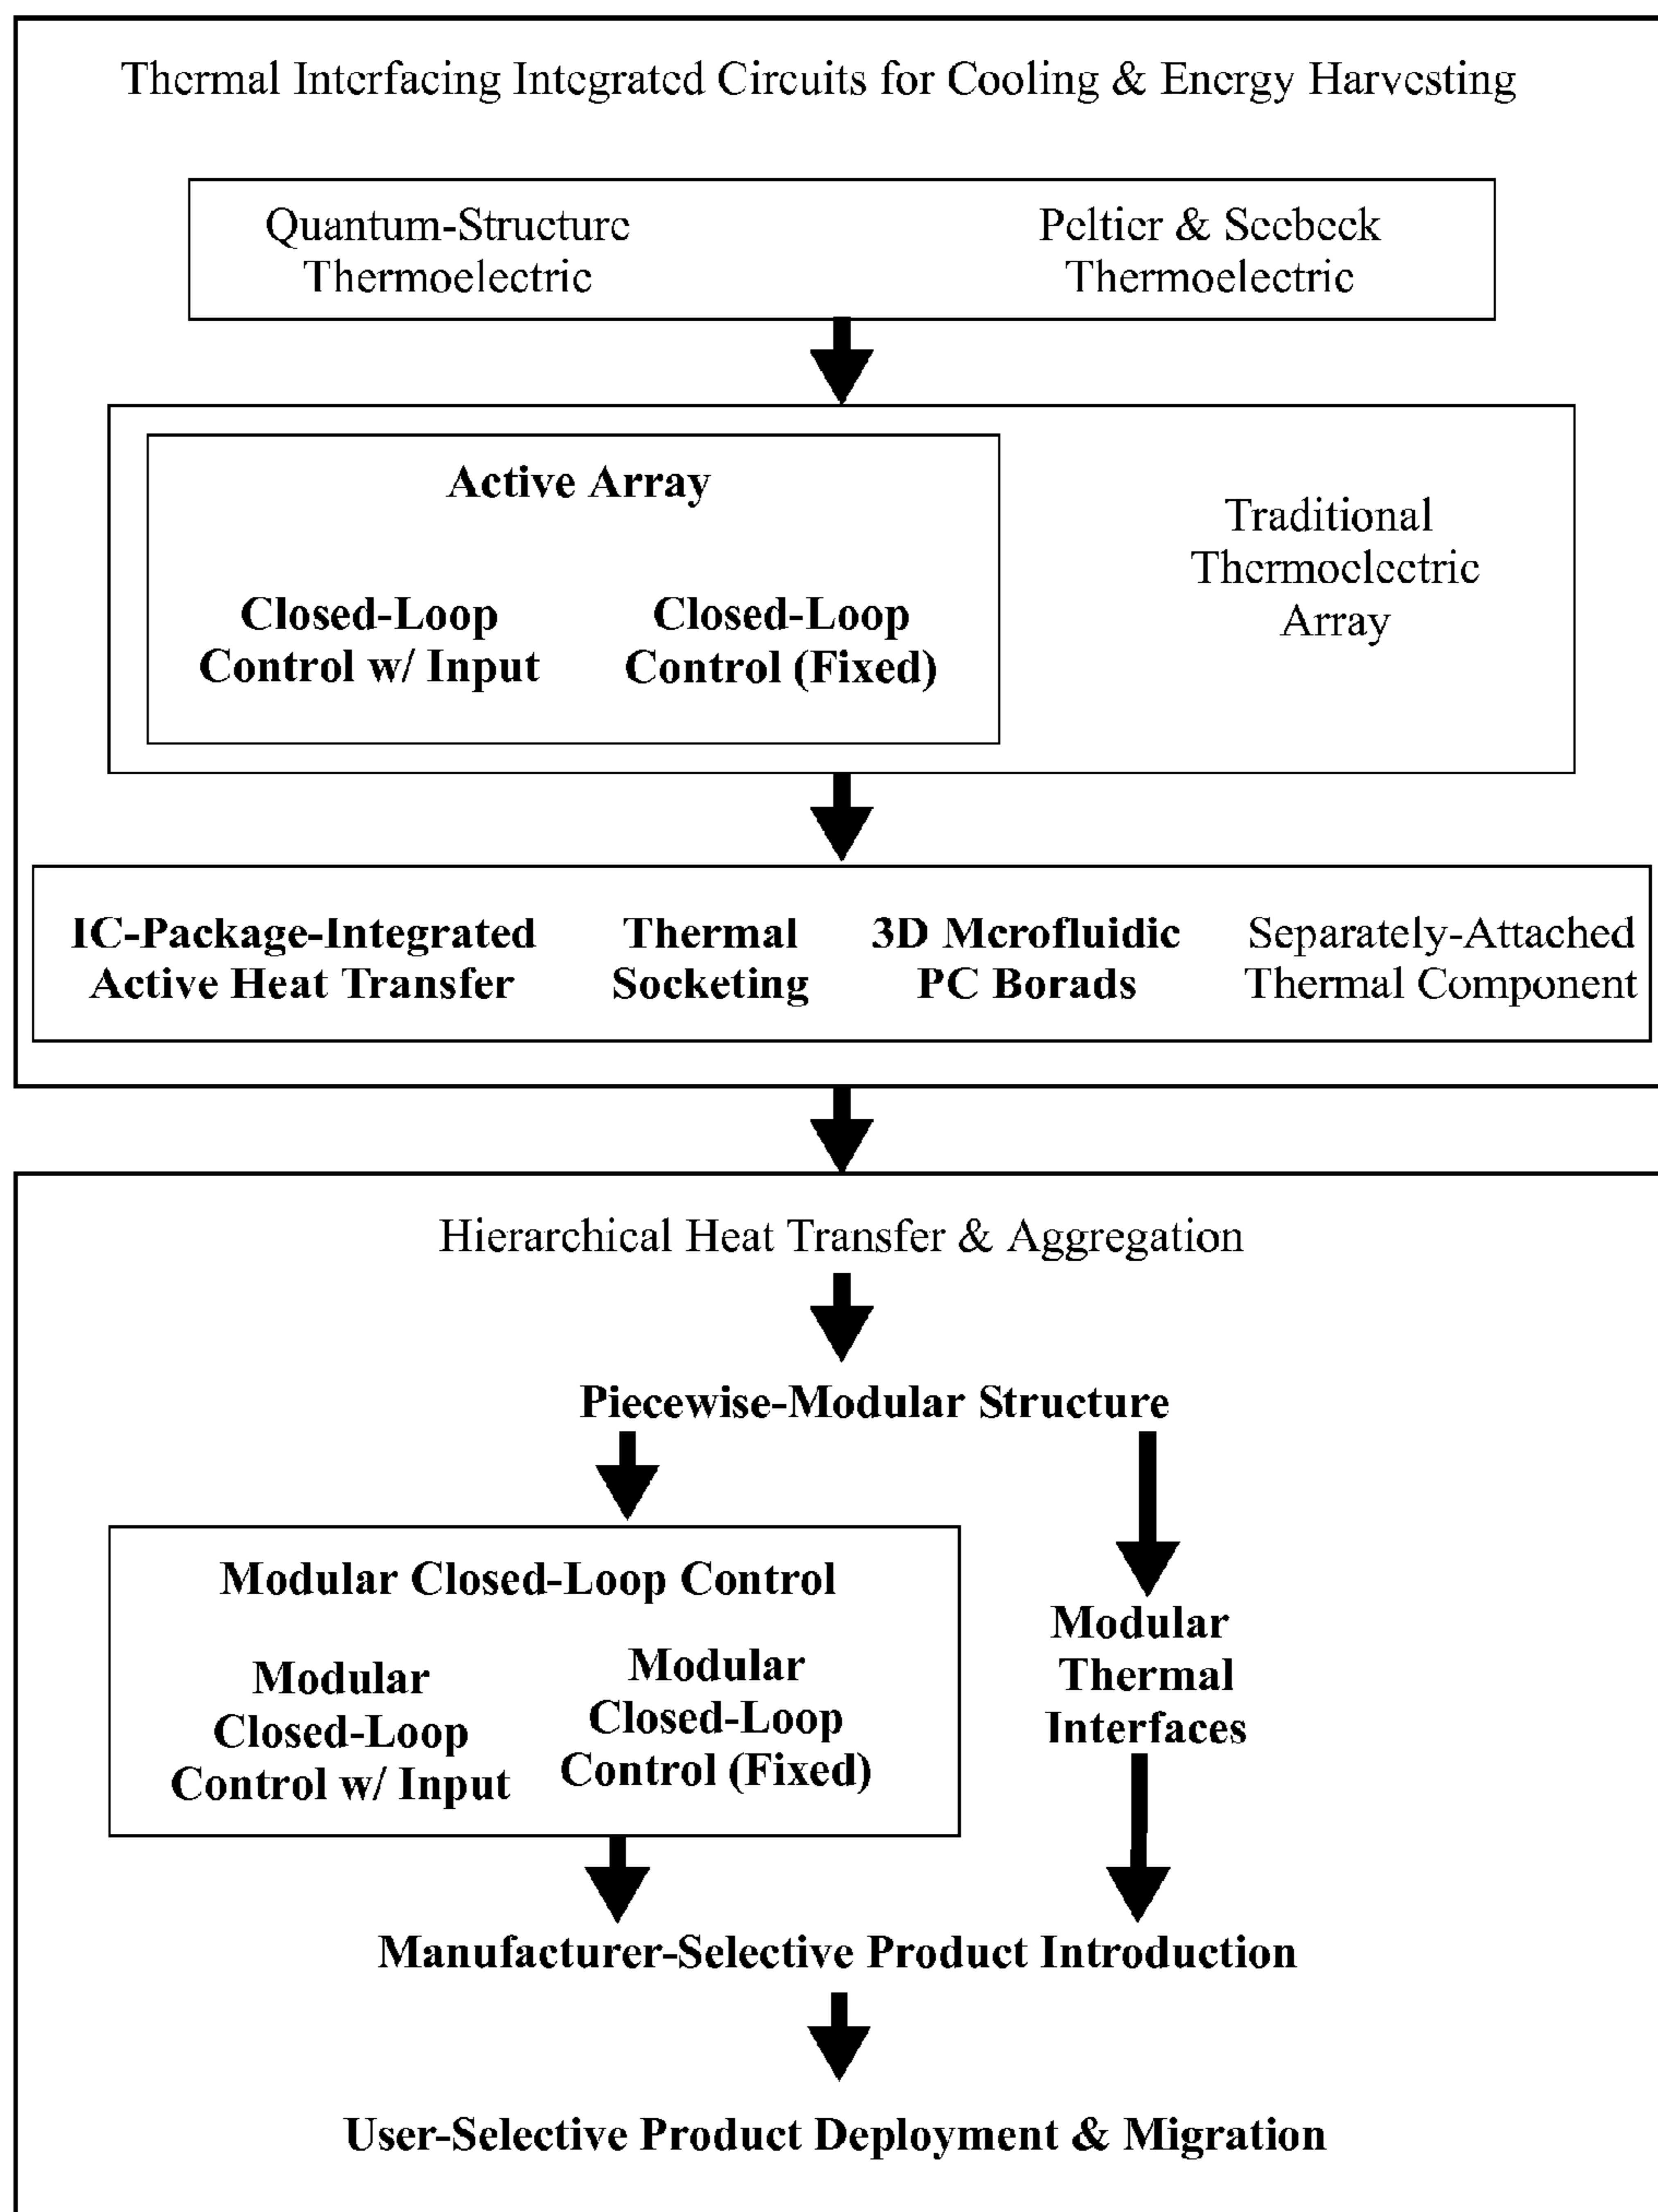 Thermal Interfacing Integrated Circuits for Cooling & Energy Harvesting
Quantum-Structure
Thermoelectric
Peltier & Seebeck
Thermoelectric
Active Array
Closed-Loop
Control w/ Input
Closed-Loop
Control (Fixed)
Traditional
Thermoelectric
Array
IC-Package-Integrated
Active Heat Transfer
Thermal
Socketing
3D Mcrofluidic
PC Borads
Separately-Attached
Thermal Component
Hierarchical Heat Transfer & Aggregation
Piecewise-Modular Structure
Modular Closed-Loop Control
Modular
Closed-Loop
Control w/ Input
Modular
Closed-Loop
Control (Fixed)
Modular
Thermal
Interfaces
Manufacturer-Selective Product Introduction
User-Selective Product Deployment & Migration